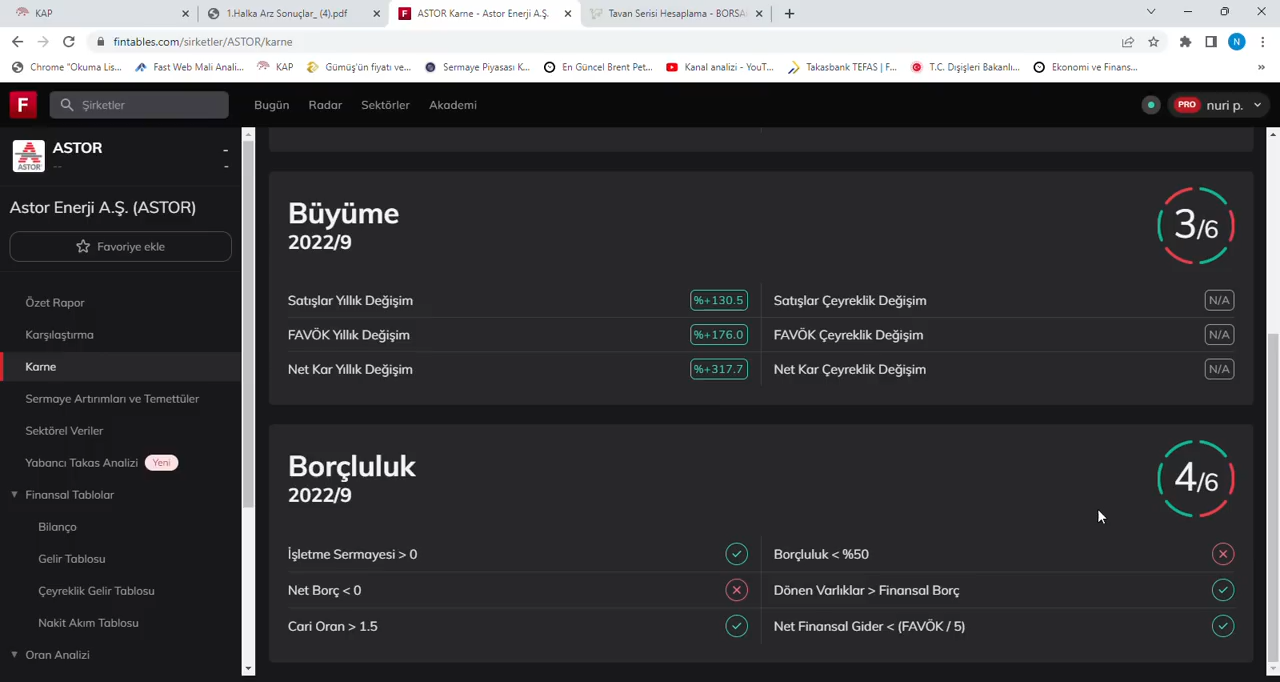 KAP
1.Halka Arz Sonuçlar_ (4).pdf
ASTOR Karne - Astor Enerji A.Ş.
Tavan Serisi Hesaplama - BORSA
fintables.com/sirketler/ASTOR/karne
N
Chrome "Okuma Lis...
Fast Web Mali Anali...
KAP
Gümüş'ün fiyatı ve...
Sermaye Piyasası K...
En Güncel Brent Pet...
Kanal analizi - YouT...
Takasbank TEFAS | F...
T.C. Dışişleri Bakanlı...
Ekonomi ve Finans...
F
Şirketler
Bugün
Radar
Sektörler
Akademi
PRO
nuri p.
ASTOR
ASTOR
--
-
-
Astor Enerji A.Ş. (ASTOR)
Favoriye ekle
Özet Rapor
Karşılaştırma
Karne
Sermaye Artırımları ve Temettüler
Sektörel Veriler
Yabancı Takas Analizi Yeni
Finansal Tablolar
Bilanço
Gelir Tablosu
Çeyreklik Gelir Tablosu
Nakit Akım Tablosu
Oran Analizi
Büyüme
2022/9
3/6
Satışlar Yıllık Değişim %+130.5
Satışlar Çeyreklik Değişim N/A
FAVÖK Yıllık Değişim %+176.0
FAVÖK Çeyreklik Değişim N/A
Net Kar Yıllık Değişim %+317.7
Net Kar Çeyreklik Değişim N/A
Borçluluk
2022/9
4/6
İşletme Sermayesi > 0
Borçluluk < %50
Net Borç < 0
Dönen Varlıklar > Finansal Borç
Cari Oran > 1.5
Net Finansal Gider < (FAVÖK / 5)